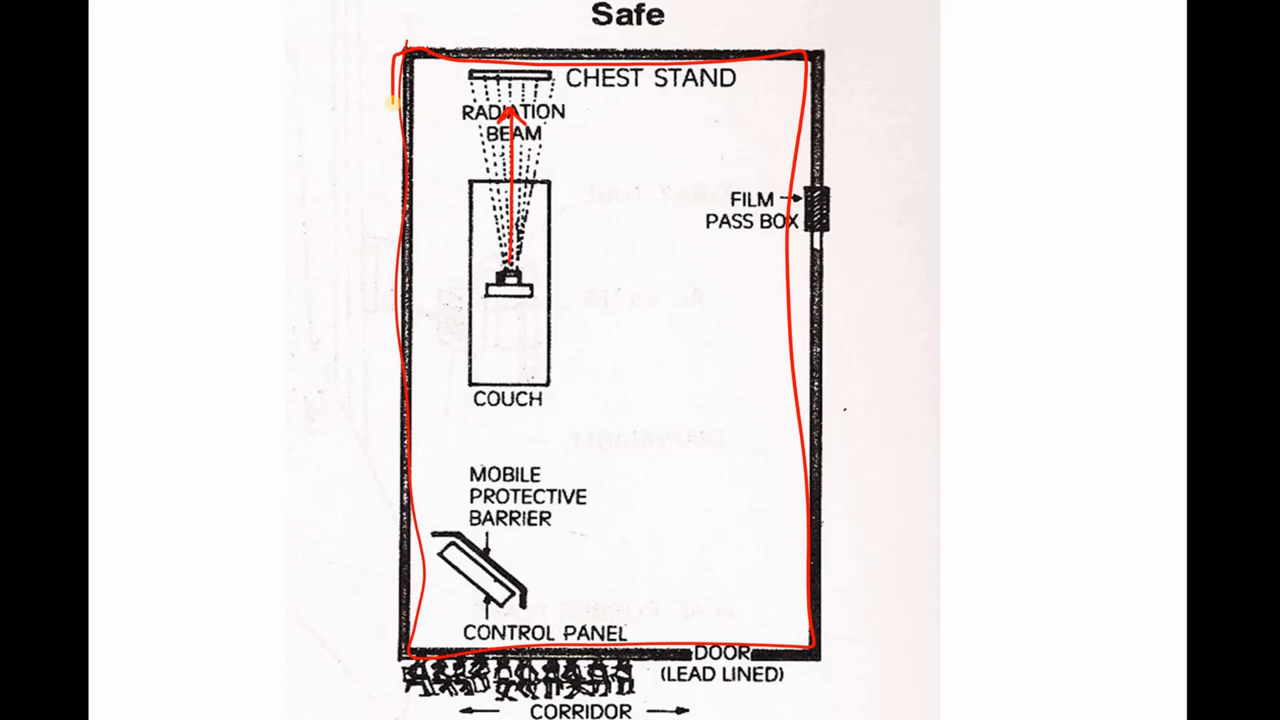 Safe
CHEST STAND
RADIATION
BEAM
FILM
PASS BOX
COUCH
MOBILE
PROTECTIVE
BARRIER
CONTROL PANEL
DOOR
(LEAD LINED)
CORRIDOR